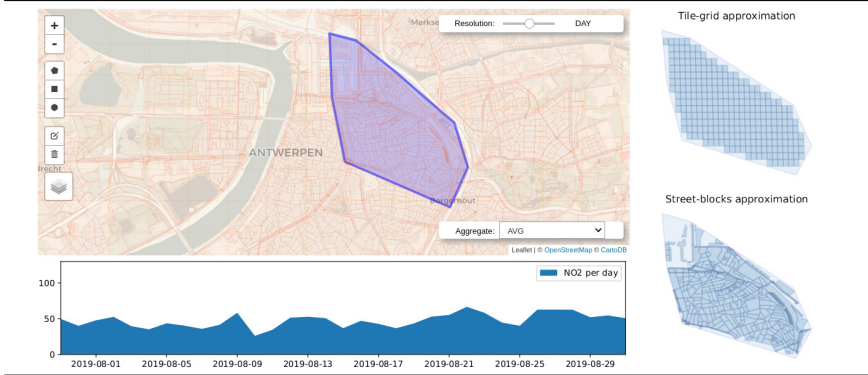 Tile-grid approximation
+
-
Merkse
Resolution:
DAY
ANTWERPEN
drecht
Borgerhout
Aggregate:
AVG
Leaflet | © OpenStreetMap © CartoDB
Street-blocks approximation
NO2 per day
100
50
0
2019-08-01
2019-08-05
2019-08-09
2019-08-13
2019-08-17
2019-08-21
2019-08-25
2019-08-29